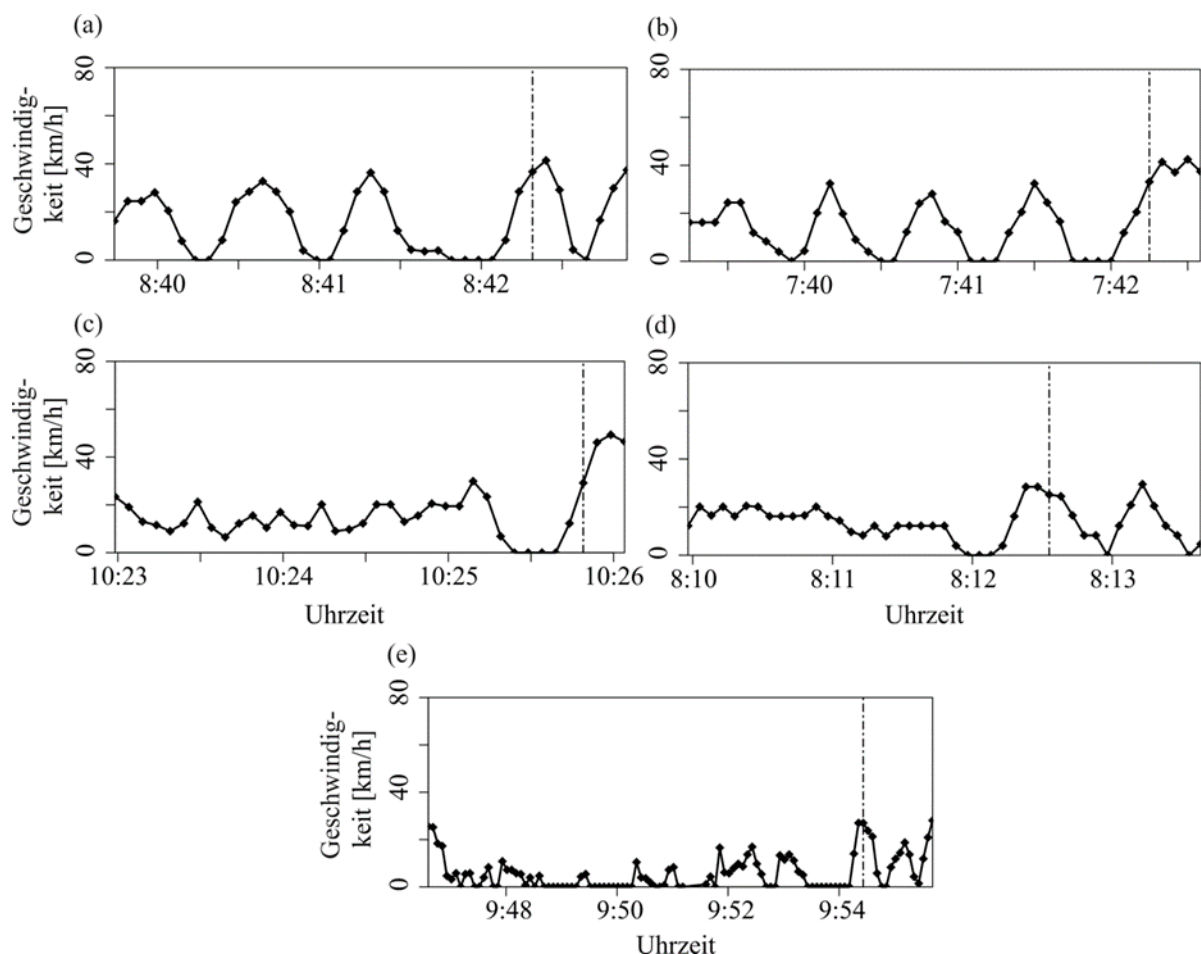 (a)
(b)
Geschwindig-
keit [km/h]
80
40
0
8:40
8:41
8:42
80
40
0
7:40
7:41
7:42
(c)
(d)
Geschwindig-
keit [km/h]
80
40
0
10:23
10:24
10:25
10:26
Uhrzeit
80
40
0
8:10
8:11
8:12
8:13
Uhrzeit
(e)
Geschwindig-
keit [km/h]
80
40
0
9:48
9:50
9:52
9:54
Uhrzeit